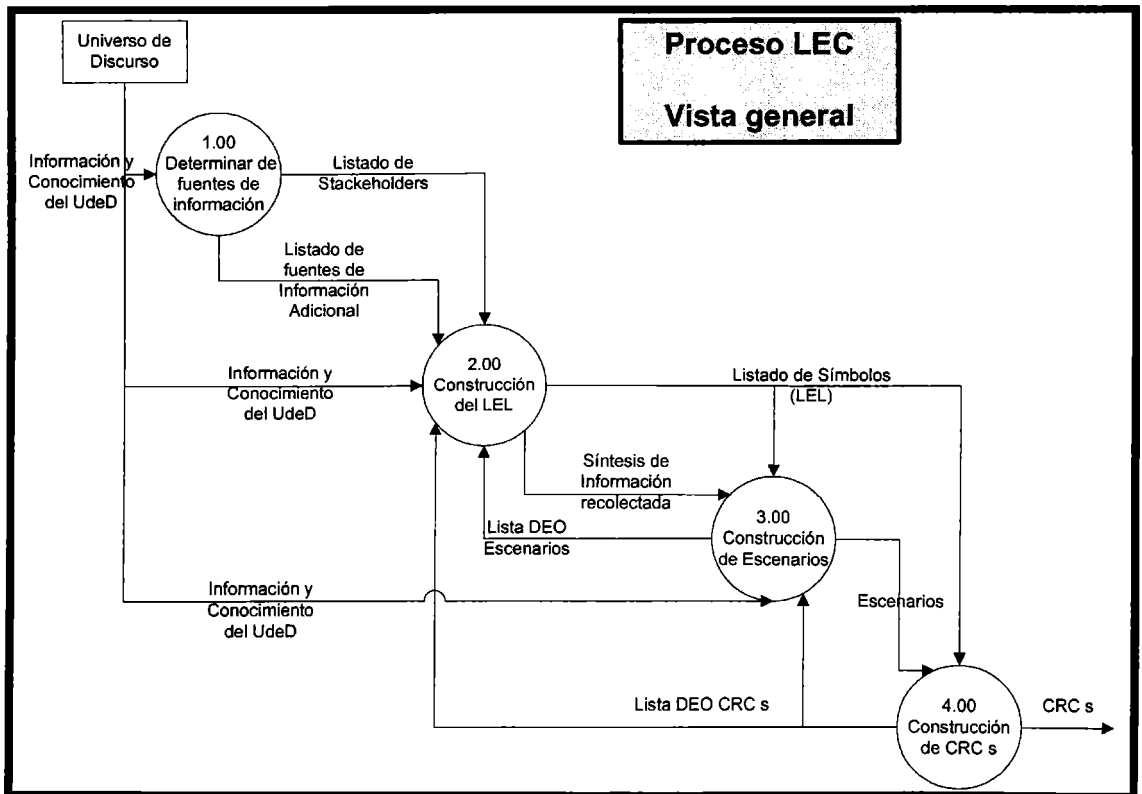 Universo de
Discurso
Proceso LEC
Vista general
1.00
Determinar de
fuentes de
información
Información y
Conocimiento
del UdeD
Listado de
Stackeholders
Listado de
fuentes de
Información
Adicional
2.00
Construcción
del LEL
Información y
Conocimiento
del UdeD
Listado de Símbolos
(LEL)
Síntesis de
Información
recolectada
Lista DEO
Escenarios
3.00
Construcción
de Escenarios
Información y
Conocimiento
del UdeD
Escenarios
Lista DEO CRC s
4.00
Construcción
de CRC s
CRC s